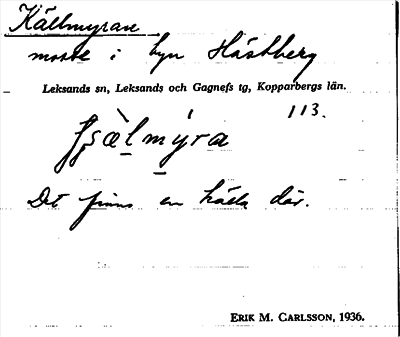 Källmyran
mosse i byn Hästberg
Leksands sn, Leksands och Gagnefs tg, Kopparbergs län.
113.
Det finns en källa där.
ERIK M. CARLSSON, 1936.